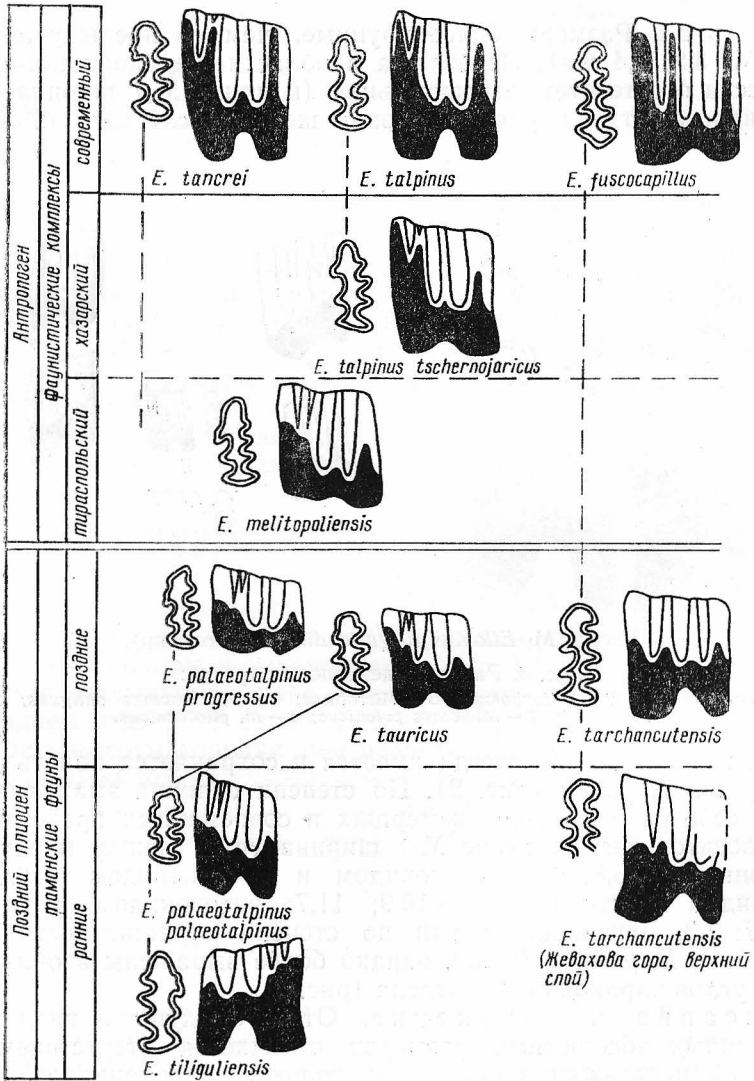 Антропоген
Фаунистические комплексы
современный
E. tancrei
E. talpinus
E. fuscocapillus
хазарский
E. talpinus tschernojaricus
тираспольский
E. melitopoliensis
Поздний плиоцен
таманские фауны
поздние
E. palaeotalpinus
progressus
E. tauricus
E. tarchancutensis
ранние
E. palaeotalpinus
palaeotalpinus
E. tarchancutensis
(Жевахова гора, верхний
слой)
E. tiliguliensis